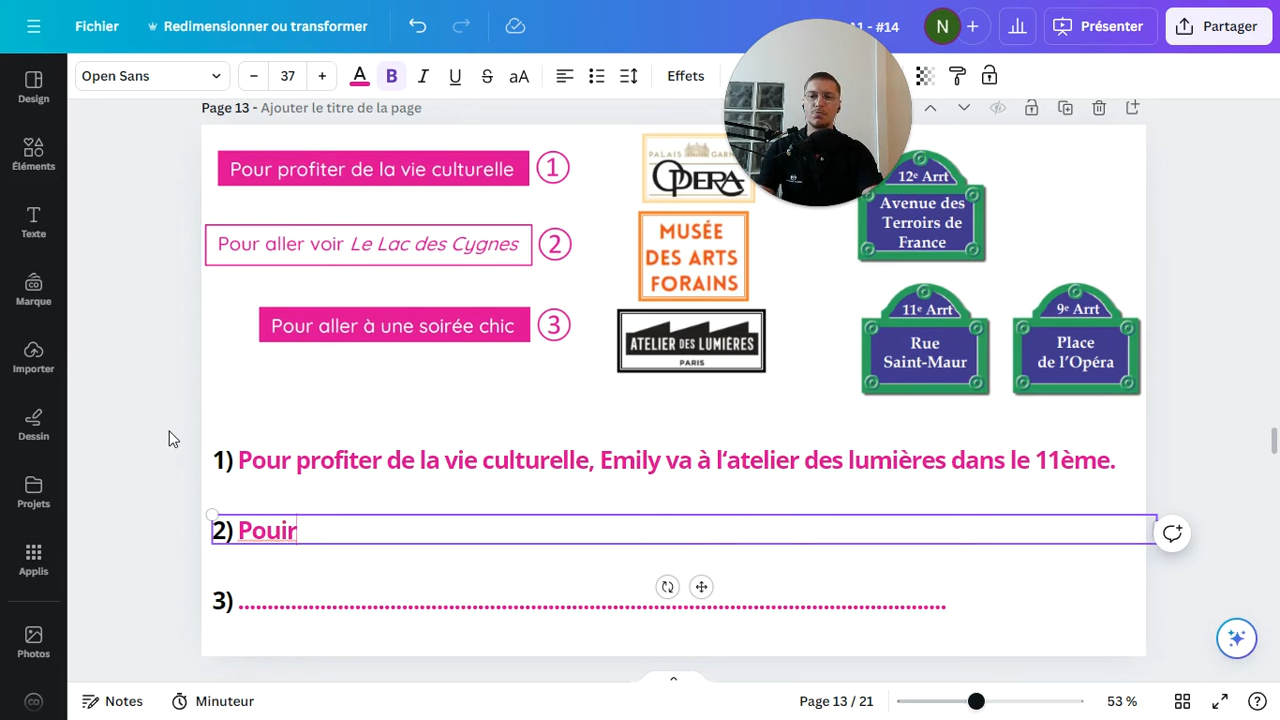 Fichier
Redimensionner ou transformer
A1 - #14
N
Présenter
Partager
Open Sans
37
A
B
I
U
S
aA
Effets
Page 13 - Ajouter le titre de la page
Design
Éléments
Texte
Marque
Importer
Dessin
Projets
Applis
Photos
Pour profiter de la vie culturelle 1
Pour aller voir Le Lac des Cygnes 2
Pour aller à une soirée chic 3
OPERA
MUSÉE
DES ARTS
FORAINS
ATELIER DES LUMIÈRES
PARIS
12e Arrt
Avenue des
Terroirs de
France
11e Arrt
Rue
Saint-Maur
9e Arrt
Place
de l'Opéra
1) Pour profiter de la vie culturelle, Emily va à l‘atelier des lumières dans le 11ème.
2) Pouir
3) ........................................................................................................................
Notes
Minuteur
Page 13 / 21
53 %